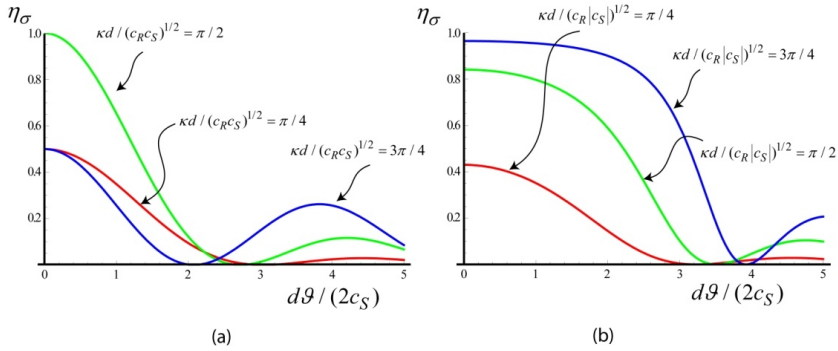 η_σ
κd / (c_R c_S)^{1/2} = π / 2
κd / (c_R c_S)^{1/2} = π / 4
κd / (c_R c_S)^{1/2} = 3π / 4
1.0
0.8
0.6
0.4
0.2
0 1 2 3 4 5
dϑ / (2c_S)
(a)
η_σ
κd / (c_R |c_S|)^{1/2} = π / 4
κd / (c_R |c_S|)^{1/2} = 3π / 4
κd / (c_R |c_S|)^{1/2} = π / 2
1.0
0.8
0.6
0.4
0.2
0 1 2 3 4 5
dϑ / (2c_S)
(b)